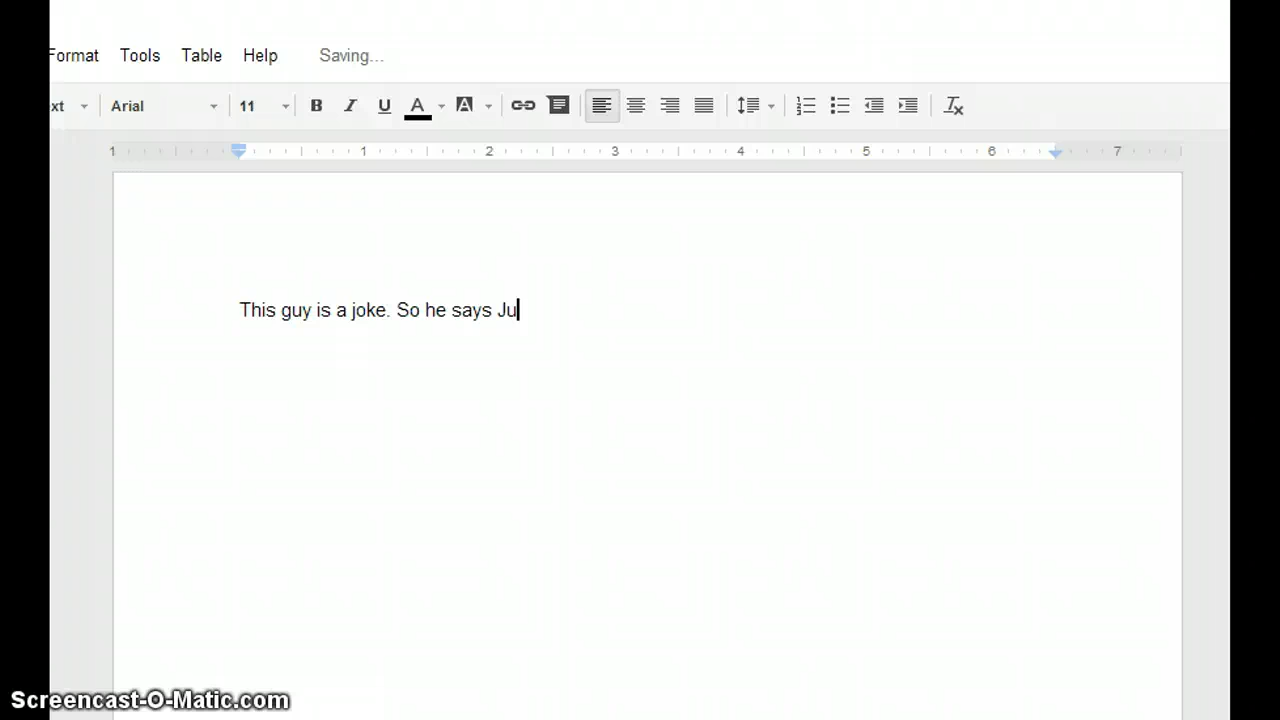 Format Tools Table Help Saving...
xt Arial 11 B I U A A
1 1 2 3 4 5 6 7
This guy is a joke. So he says Ju
Screencast-O-Matic.com